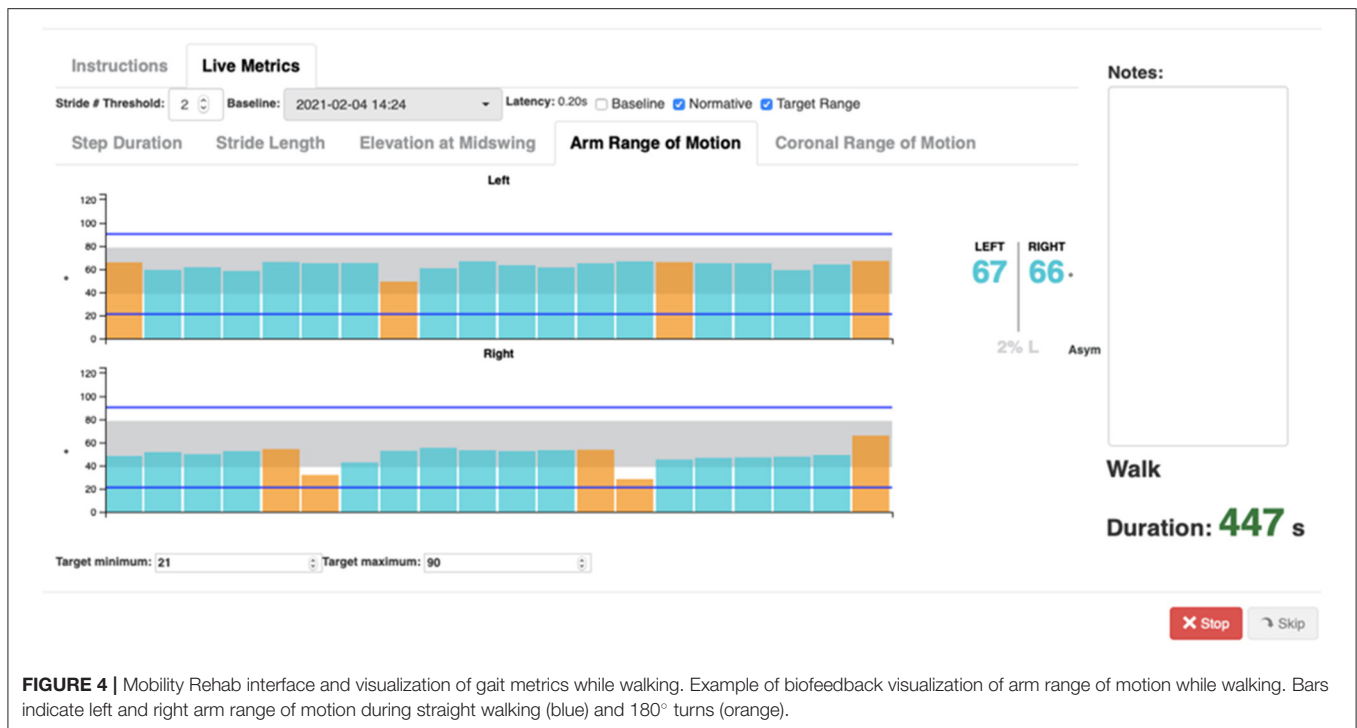 Instructions Live Metrics
Stride # Threshold: 2 Baseline: 2021-02-04 14:24 Latency: 0.20s Baseline Normative Target Range
Step Duration Stride Length Elevation at Midswing Arm Range of Motion Coronal Range of Motion
Left
120
100
80
60
40
20
0
°
Right
120
100
80
60
40
20
0
°
LEFT RIGHT
67 66 °
2% L Asym
Target minimum: 21 Target maximum: 90
Notes:
Walk
Duration: 447 s
Stop Skip
FIGURE 4 | Mobility Rehab interface and visualization of gait metrics while walking. Example of biofeedback visualization of arm range of motion while walking. Bars
indicate left and right arm range of motion during straight walking (blue) and 180° turns (orange).